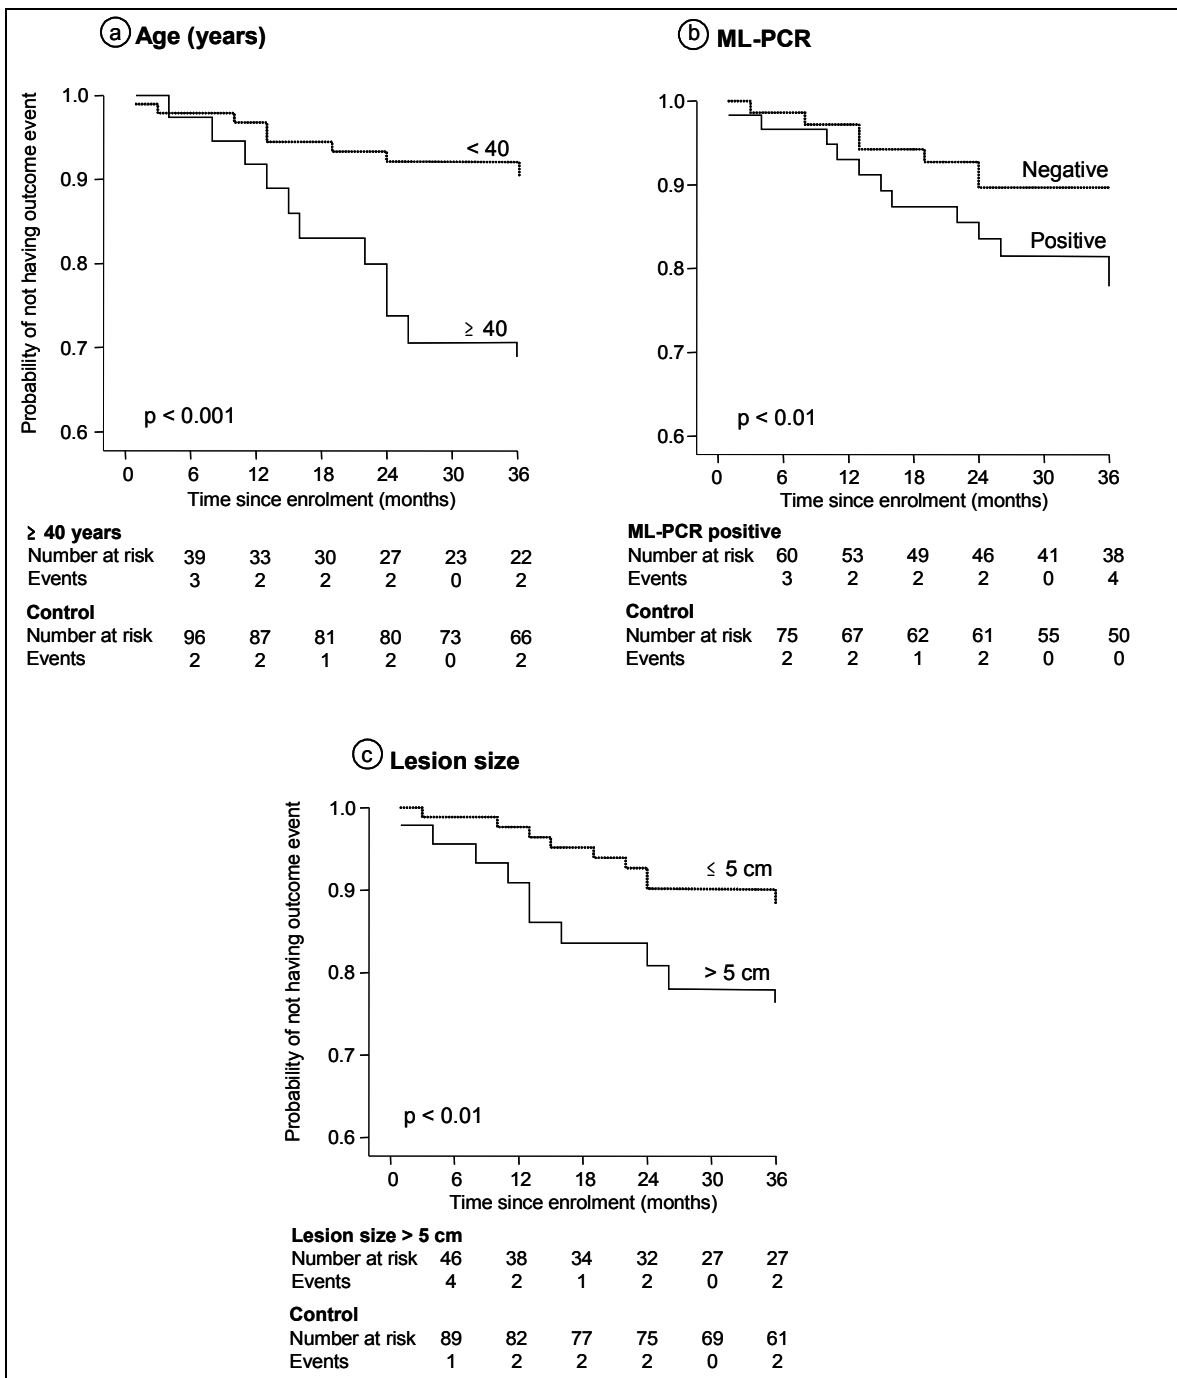 a Age (years)
Probability of not having outcome event
1.0
0.9
0.8
0.7
0.6
< 40
≥ 40
p < 0.001
0 6 12 18 24 30 36
Time since enrolment (months)
≥ 40 years
Number at risk 39 33 30 27 23 22
Events 3 2 2 2 0 2
Control
Number at risk 96 87 81 80 73 66
Events 2 2 1 2 0 2
b ML-PCR
1.0
0.9
0.8
0.7
0.6
Negative
Positive
p < 0.01
0 6 12 18 24 30 36
Time since enrolment (months)
ML-PCR positive
Number at risk 60 53 49 46 41 38
Events 3 2 2 2 0 4
Control
Number at risk 75 67 62 61 55 50
Events 2 2 1 2 0 0
c Lesion size
Probability of not having outcome event
1.0
0.9
0.8
0.7
0.6
≤ 5 cm
> 5 cm
p < 0.01
0 6 12 18 24 30 36
Time since enrolment (months)
Lesion size > 5 cm
Number at risk 46 38 34 32 27 27
Events 4 2 1 2 0 2
Control
Number at risk 89 82 77 75 69 61
Events 1 2 2 2 0 2